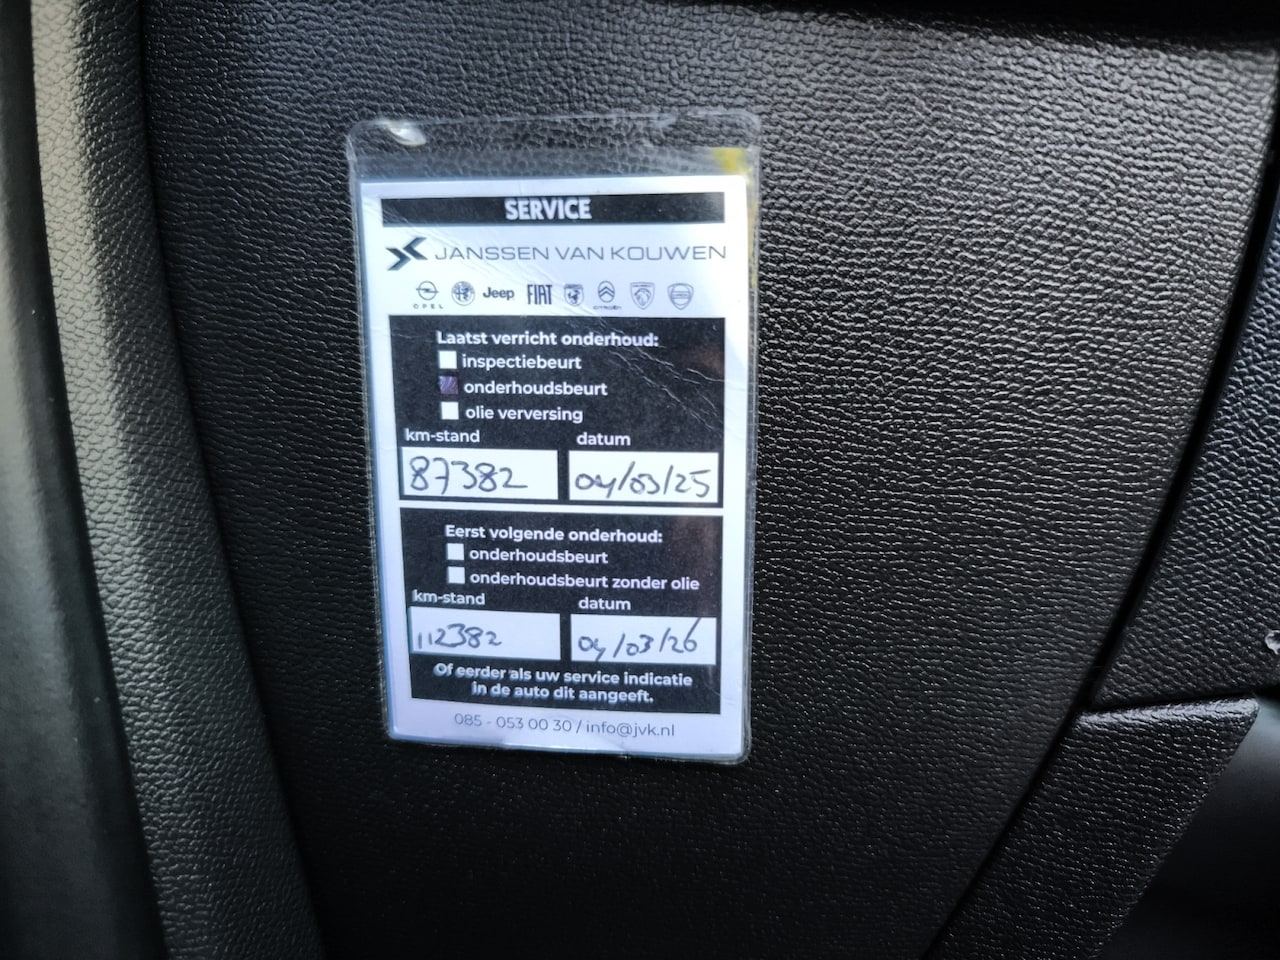 SERVICE
JANSSEN VAN KOUWEN
OPEL Jeep FIAT CITROËN
Laatst verricht onderhoud:
inspectiebeurt
onderhoudsbeurt
olie verversing
km-stand datum
87382 04/03/25
Eerst volgende onderhoud:
onderhoudsbeurt
onderhoudsbeurt zonder olie
km-stand datum
112382 04/03/26
Of eerder als uw service indicatie
in de auto dit aangeeft.
085 - 053 00 30 / info@jvk.nl